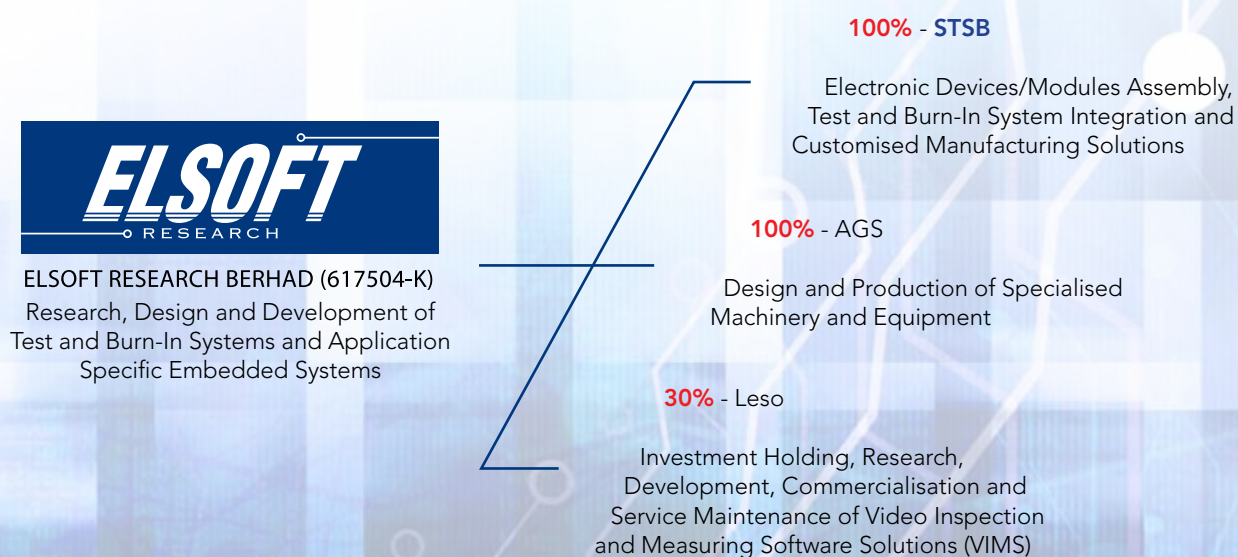 ELSOFT
RESEARCH
ELSOFT RESEARCH BERHAD (617504-K)
Research, Design and Development of
Test and Burn-In Systems and Application
Specific Embedded Systems
100% - STSB
Electronic Devices/Modules Assembly,
Test and Burn-In System Integration and
Customised Manufacturing Solutions
100% - AGS
Design and Production of Specialised
Machinery and Equipment
30% - Leso
Investment Holding, Research,
Development, Commercialisation and
Service Maintenance of Video Inspection
and Measuring Software Solutions (VIMS)